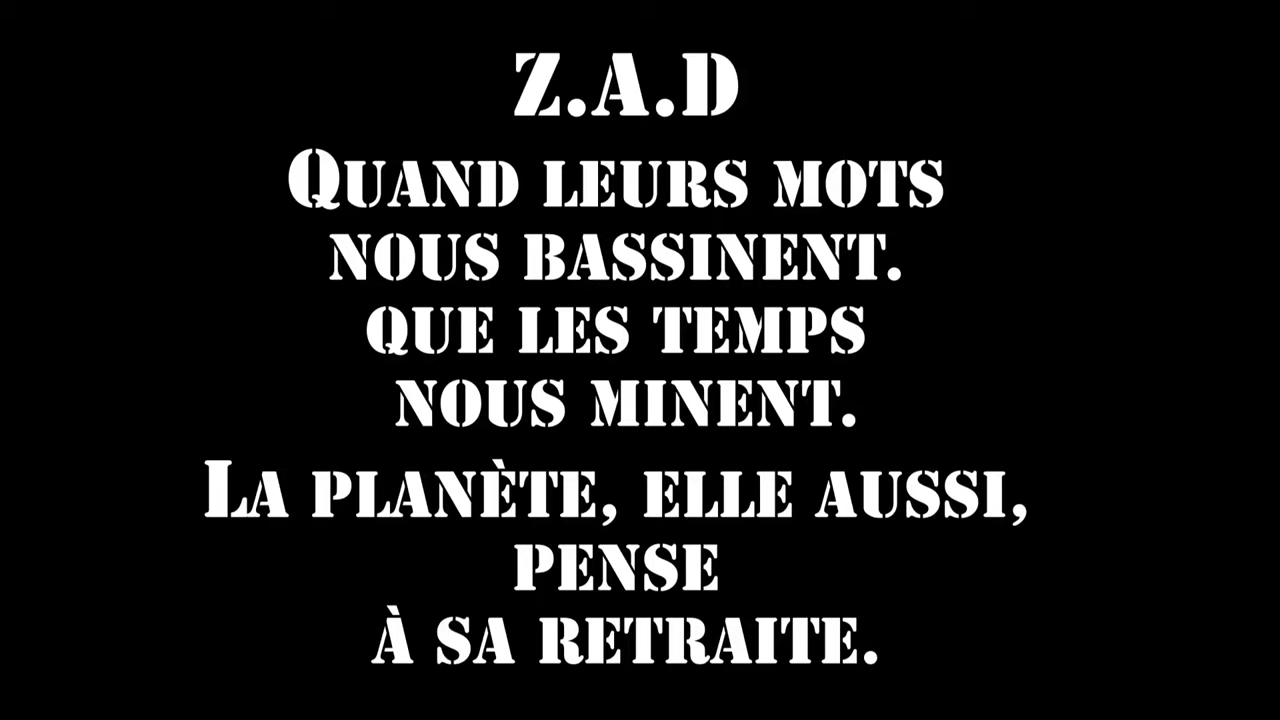 Z.A.D
Quand leurs mots
nous bassinent.
que les temps
nous minent.
La planète, elle aussi,
pense
à sa retraite.